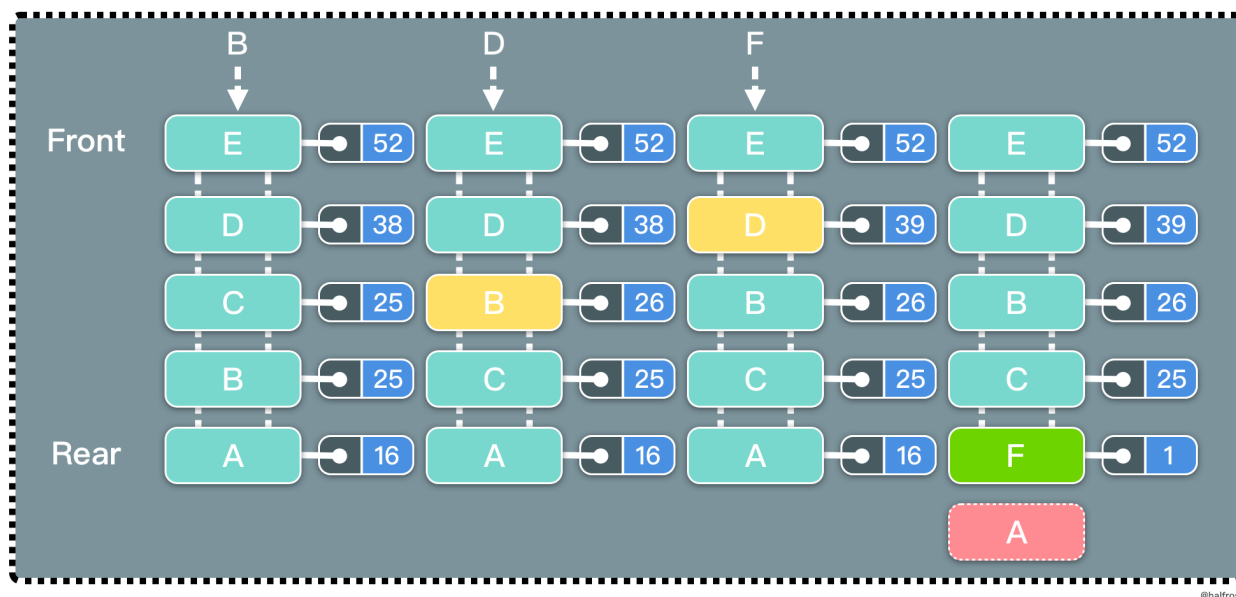 B D F
Front E 52 E 52 E 52 E 52
D 38 D 38 D 39 D 39
C 25 B 26 B 26 B 26
B 25 C 25 C 25 C 25
Rear A 16 A 16 A 16 F 1
A